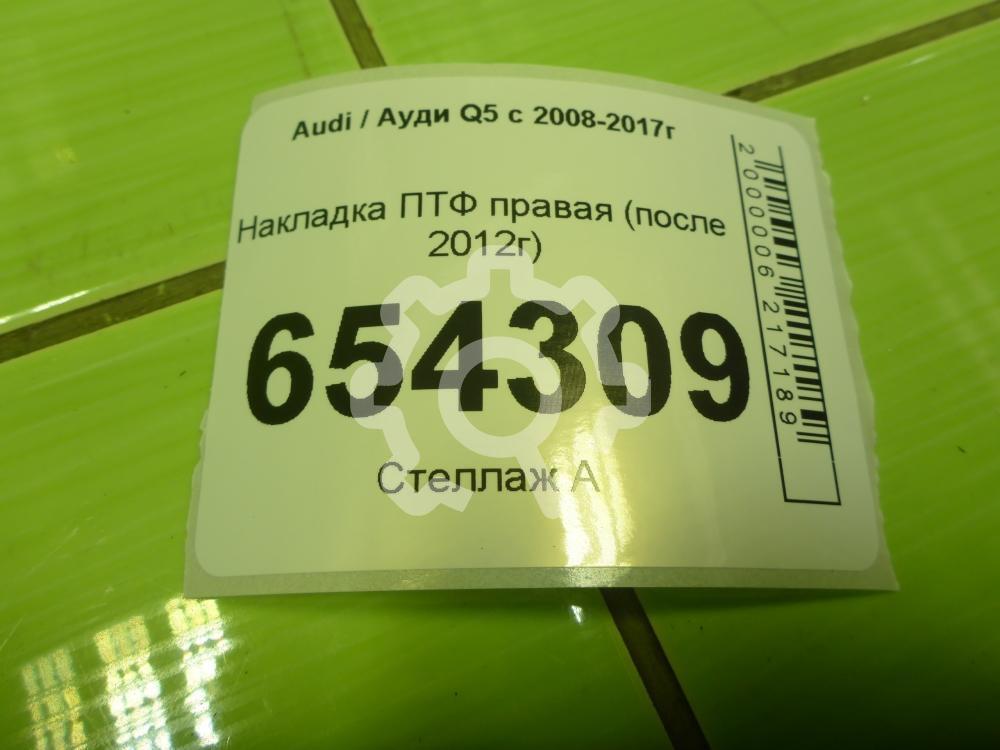 Audi / Ауди Q5 с 2008-2017г
Накладка ПТФ правая (после
2012г)
654309
Стеллаж А
2000006217189